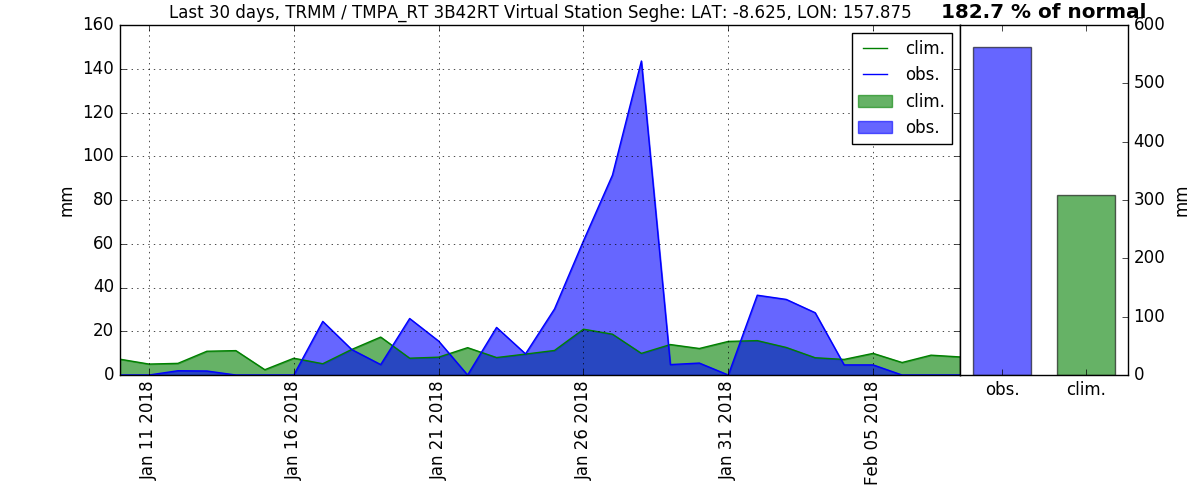 Last 30 days, TRMM / TMPA_RT 3B42RT Virtual Station Seghe: LAT: -8.625, LON: 157.875
182.7 % of normal
160
140
120
100
80
60
40
20
0
mm
clim.
obs.
clim.
obs.
Jan 11 2018
Jan 16 2018
Jan 21 2018
Jan 26 2018
Jan 31 2018
Feb 05 2018
600
500
400
300
200
100
0
mm
obs.
clim.